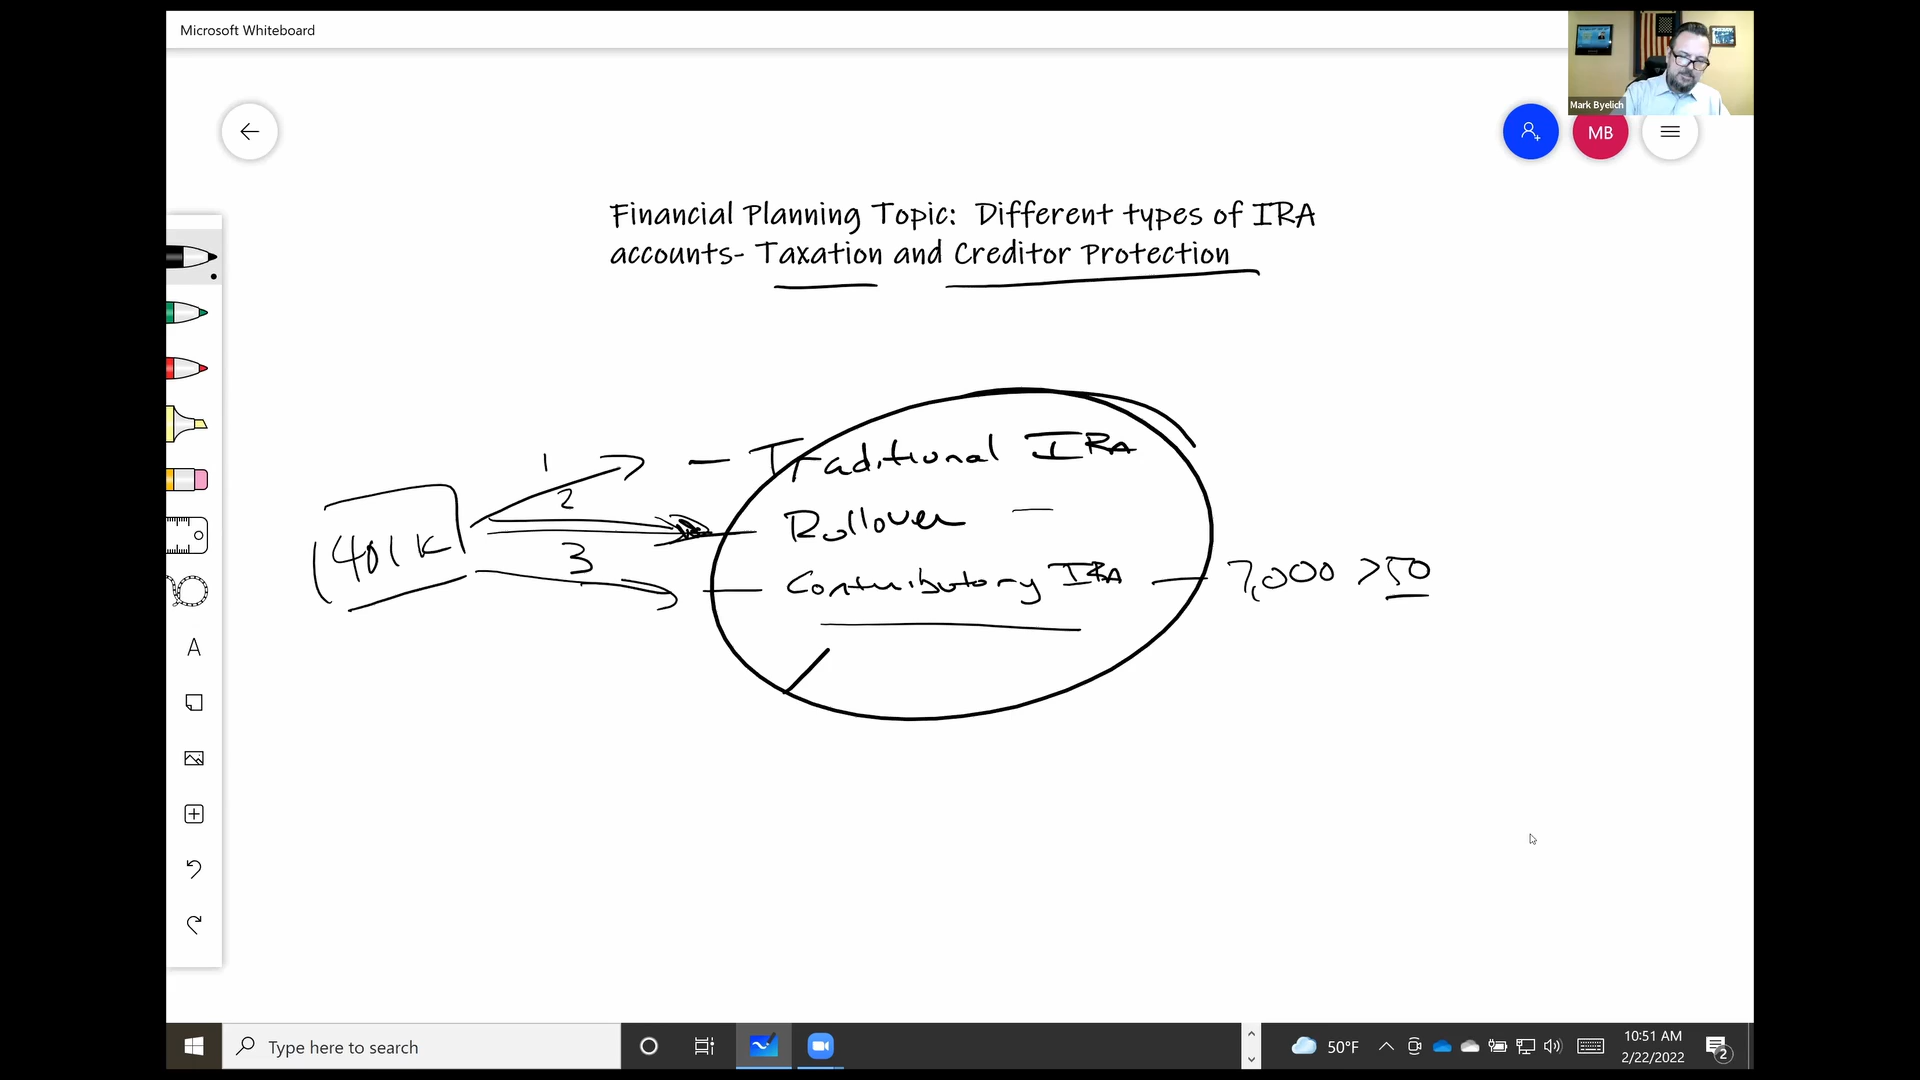 Microsoft Whiteboard
Mark Byelich
MB
Financial Planning Topic: Different types of IRA
accounts- Taxation and Creditor Protection
1
2
3
401K
Traditional IRA
Rollover
Contributory IRA — 7,000 >50
A
Type here to search
50°F
10:51 AM
2/22/2022
2